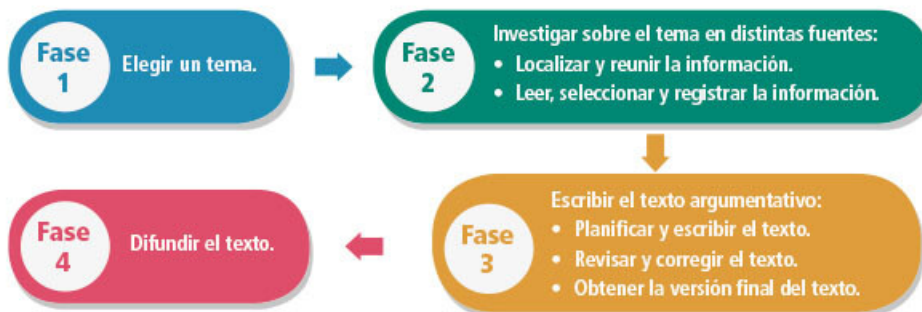 Fase
1
Elegir un tema.
Fase
2
Investigar sobre el tema en distintas fuentes:
• Localizar y reunir la información.
• Leer, seleccionar y registrar la información.
Fase
3
Escribir el texto argumentativo:
• Planificar y escribir el texto.
• Revisar y corregir el texto.
• Obtener la versión final del texto.
Fase
4
Difundir el texto.